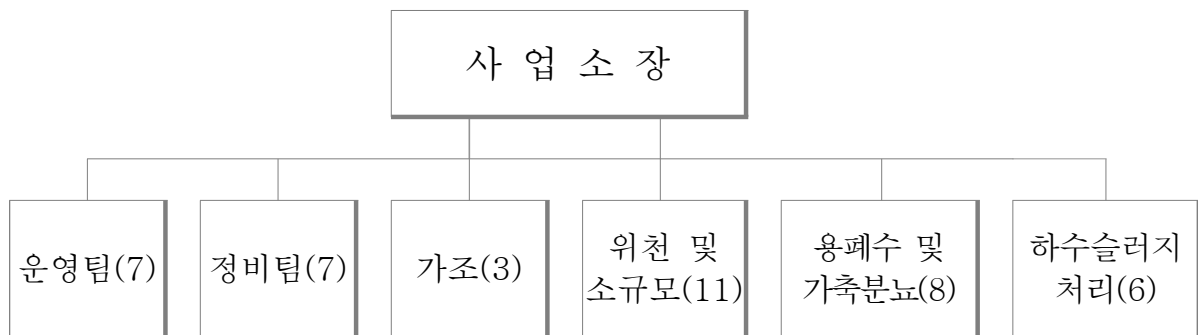 사 업 소 장
운영팀(7)
정비팀(7)
가조(3)
위천 및
소규모(11)
용폐수 및
가축분뇨(8)
하수슬러지
처리(6)